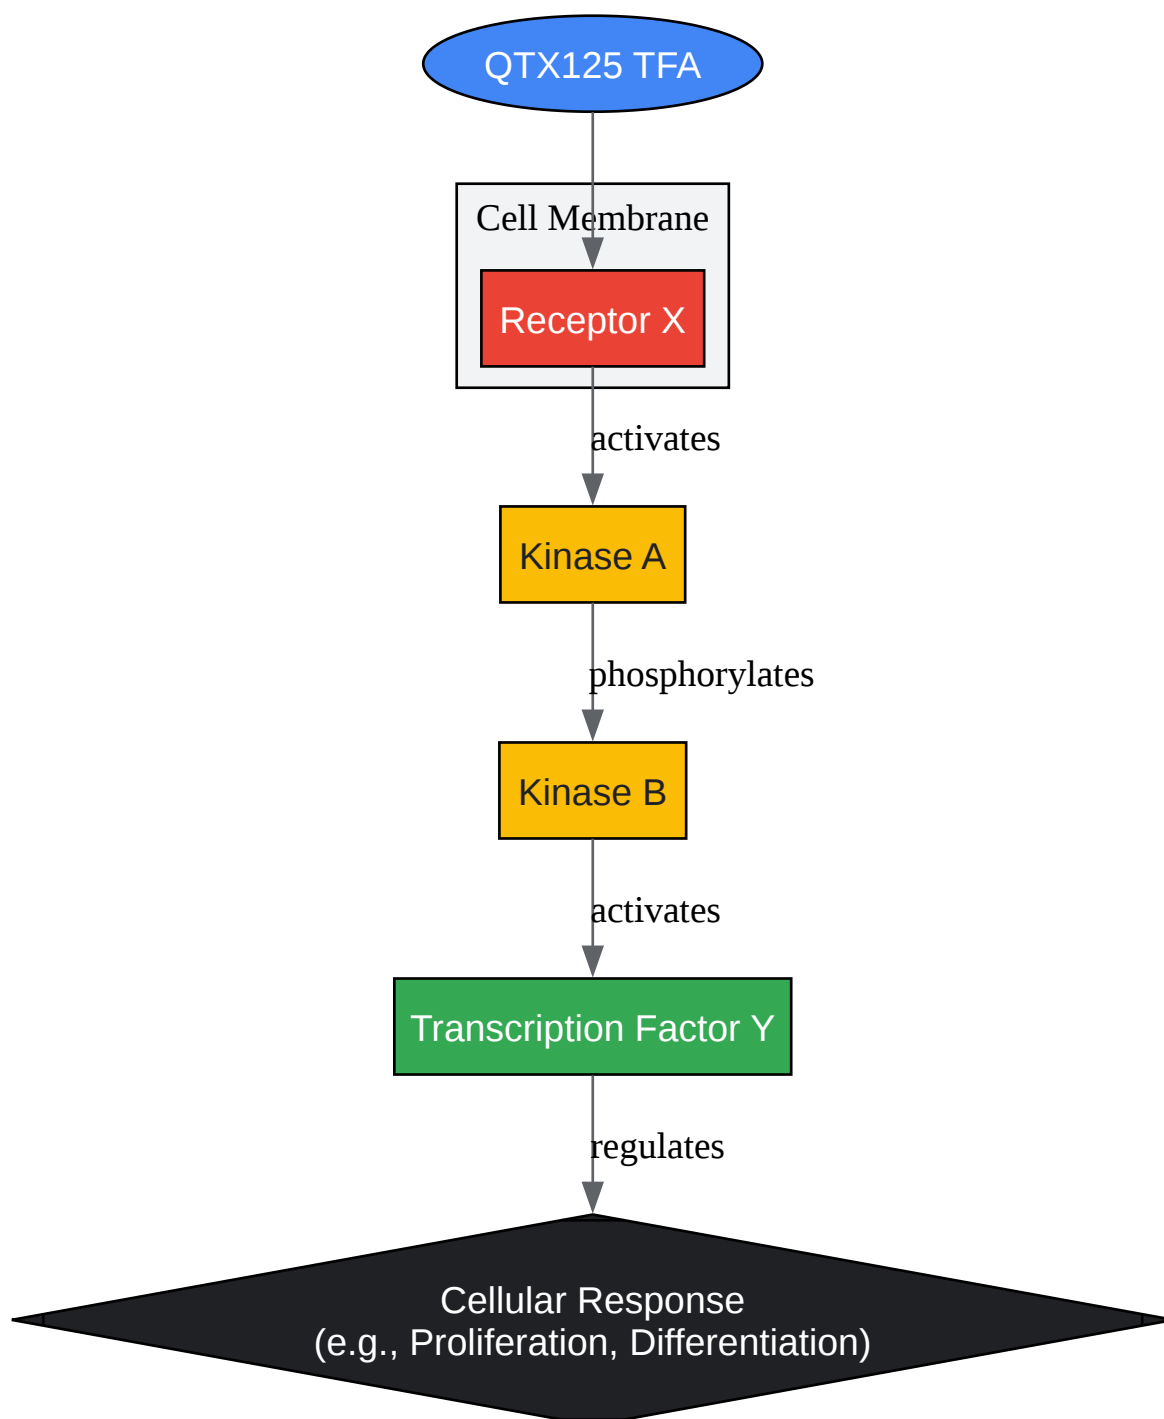 QTX125 TFA
Cell Membrane
Receptor X
activates
Kinase A
phosphorylates
Kinase B
activates
Transcription Factor Y
regulates
Cellular Response
(e.g., Proliferation, Differentiation)